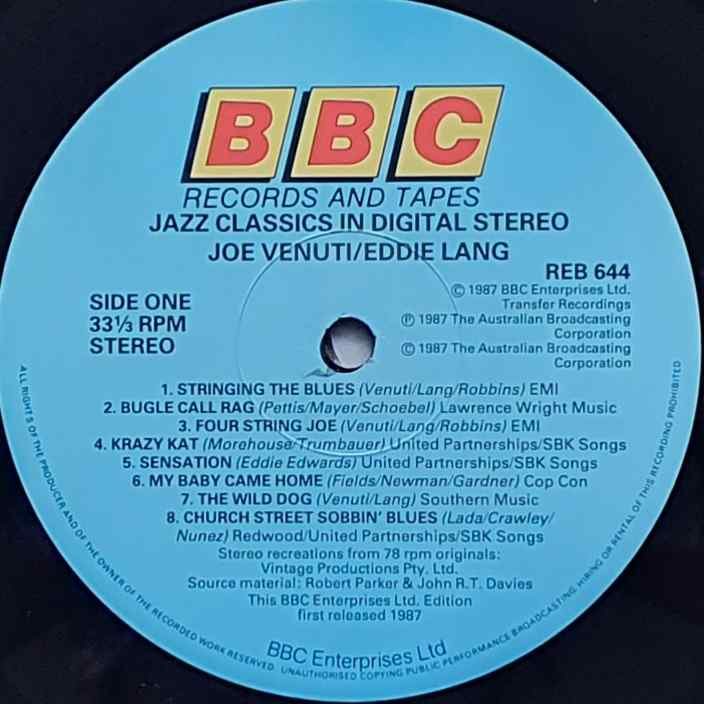 BBC
RECORDS AND TAPES
JAZZ CLASSICS IN DIGITAL STEREO
JOE VENUTI/EDDIE LANG
REB 644
© 1987 BBC Enterprises Ltd.
Transfer Recordings
℗ 1987 The Australian Broadcasting
Corporation
© 1987 The Australian Broadcasting
Corporation
SIDE ONE
33⅓ RPM
STEREO
1. STRINGING THE BLUES (Venuti/Lang/Robbins) EMI
2. BUGLE CALL RAG (Pettis/Mayer/Schoebel) Lawrence Wright Music
3. FOUR STRING JOE (Venuti/Lang/Robbins) EMI
4. KRAZY KAT (Morehouse/Trumbauer) United Partnerships/SBK Songs
5. SENSATION (Eddie Edwards) United Partnerships/SBK Songs
6. MY BABY CAME HOME (Fields/Newman/Gardner) Cop Con
7. THE WILD DOG (Venuti/Lang) Southern Music
8. CHURCH STREET SOBBIN' BLUES (Lada/Crawley/
Nunez) Redwood/United Partnerships/SBK Songs
Stereo recreations from 78 rpm originals:
Vintage Productions Pty. Ltd.
Source material: Robert Parker & John R.T. Davies
This BBC Enterprises Ltd. Edition
first released 1987
BBC Enterprises Ltd
ALL RIGHTS OF THE PRODUCER AND OF THE OWNER OF THE RECORDED WORK RESERVED. UNAUTHORISED COPYING PUBLIC PERFORMANCE BROADCASTING HIRING OR RENTAL OF THIS RECORDING PROHIBITED